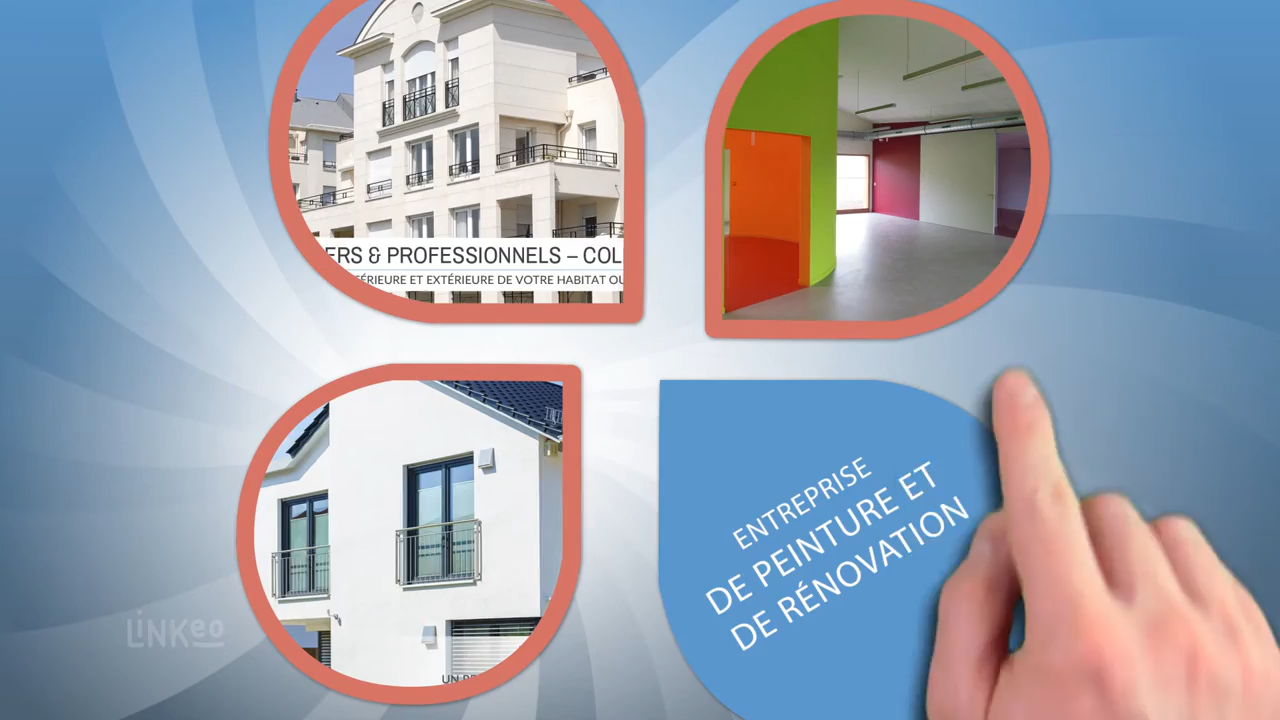 ERS & PROFESSIONNELS – COL
ÉRIEURE ET EXTÉRIEURE DE VOTRE HABITAT OU
ENTREPRISE
DE PEINTURE ET
DE RÉNOVATION
LINKEO